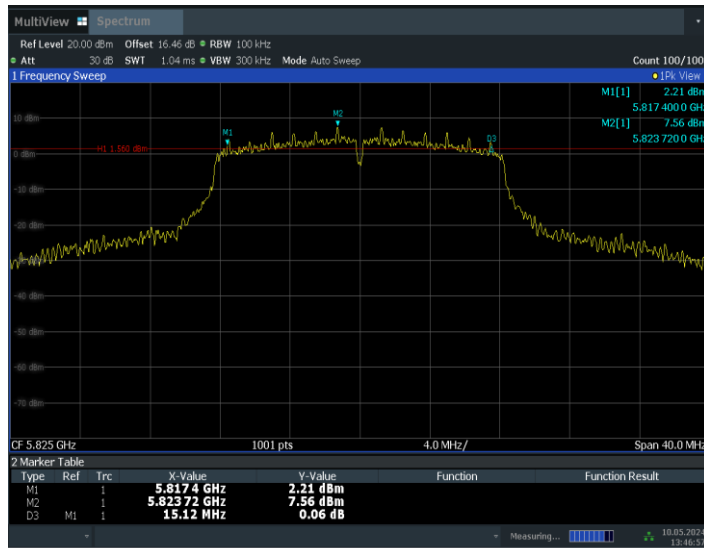 MultiView Spectrum
Ref Level 20.00 dBm Offset 16.46 dB RBW 100 kHz
Att 30 dB SWT 1.04 ms VBW 300 kHz Mode Auto Sweep Count 100/100
1 Frequency Sweep 1Pk View
M1[1] 2.21 dBm
5.817 400 0 GHz
M2[1] 7.56 dBm
5.823 720 0 GHz
10 dBm
M2
M1
D3
H1 1.560 dBm
0 dBm
-10 dBm
-20 dBm
-40 dBm
-50 dBm
-60 dBm
-70 dBm
CF 5.825 GHz 1001 pts 4.0 MHz/ Span 40.0 MHz
2 Marker Table
Type Ref Trc X-Value Y-Value Function Function Result
M1 1 5.817 4 GHz 2.21 dBm
M2 1 5.823 72 GHz 7.56 dBm
D3 M1 1 15.12 MHz 0.06 dB
Measuring... 10.05.2024
13:46:57